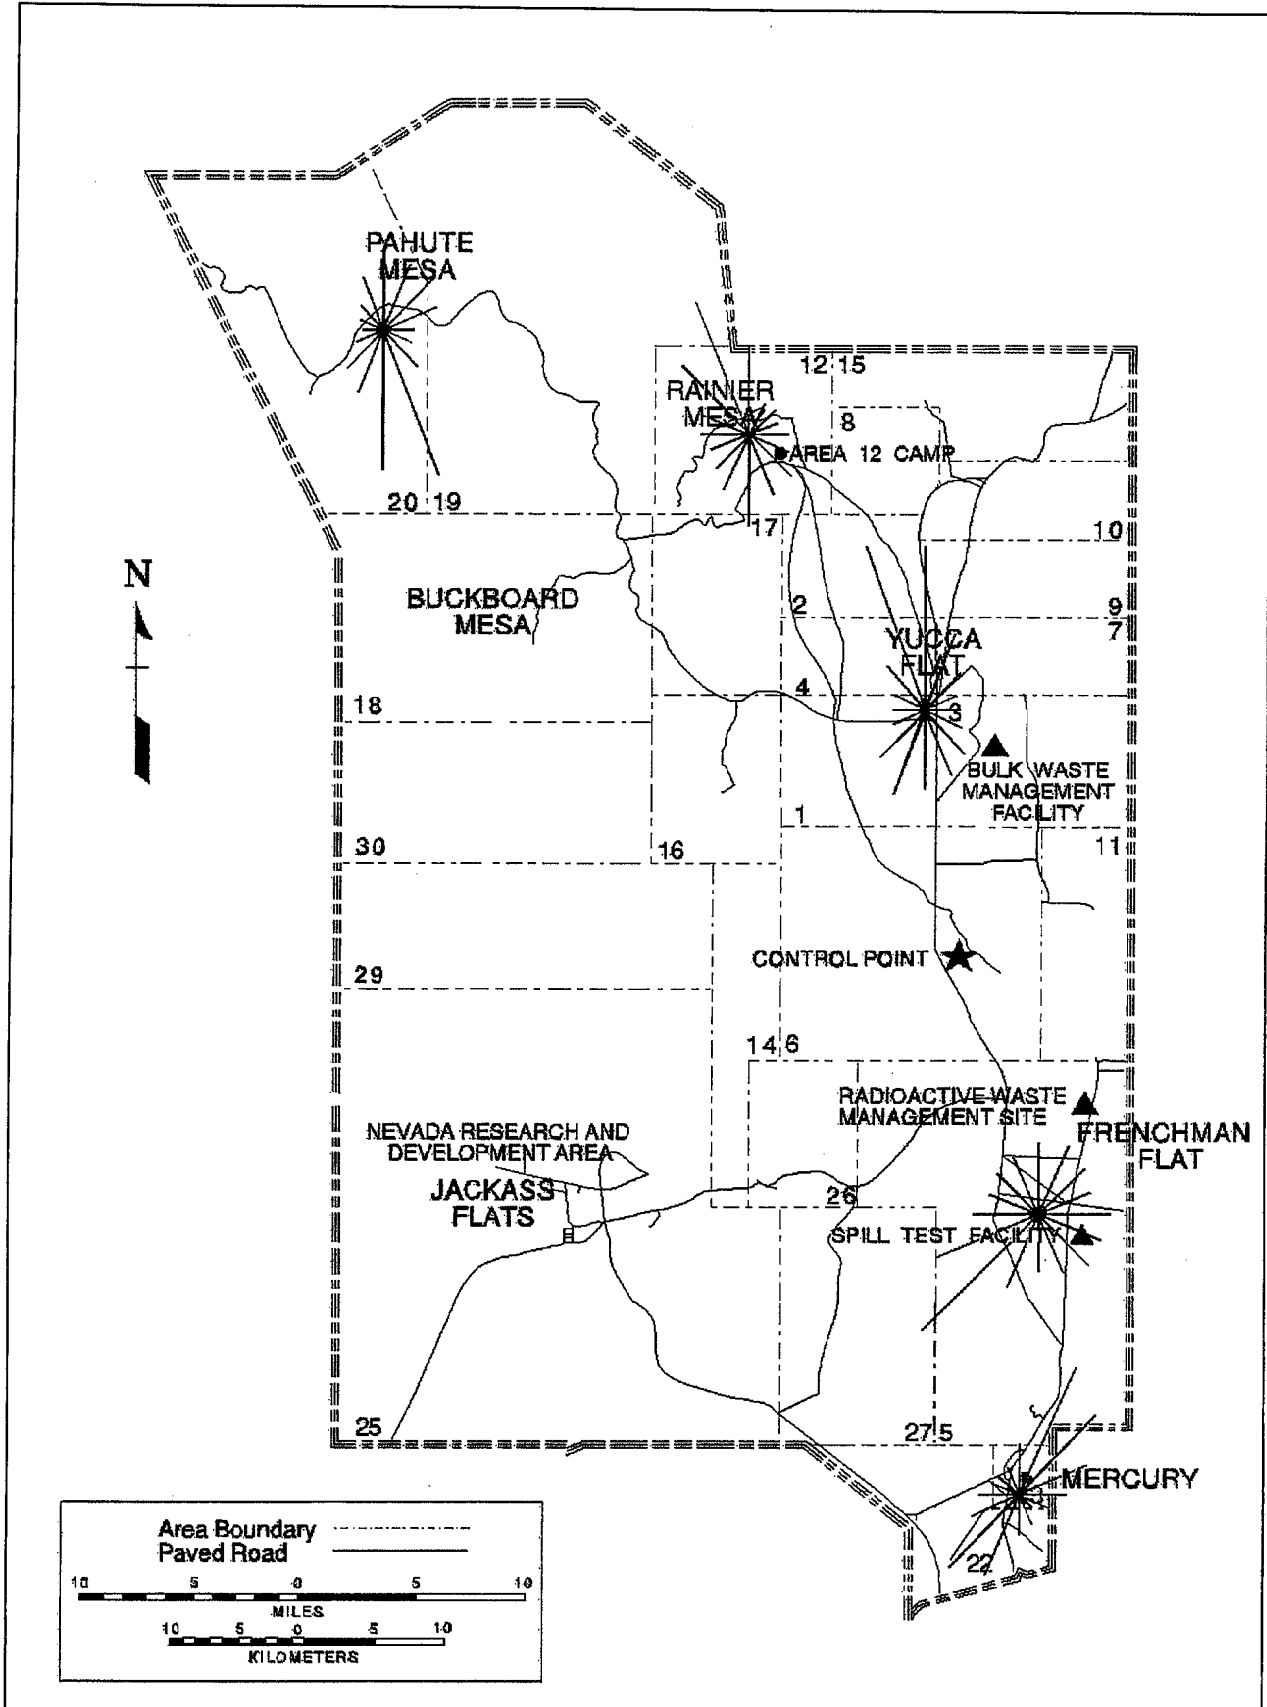 PAHUTE
MESA
12 15
RAINIER
MESA
8
AREA 12 CAMP
20 19
17
10
N
BUCKBOARD
MESA
2
9
7
YUCCA
FLAT
4
18
3
BULK WASTE
MANAGEMENT
FACILITY
1
30
16
11
CONTROL POINT
29
14 6
RADIOACTIVE WASTE
MANAGEMENT SITE
NEVADA RESEARCH AND
DEVELOPMENT AREA
FRENCHMAN
FLAT
JACKASS
FLATS
26
SPILL TEST FACILITY
25
27 5
MERCURY
22
Area Boundary
Paved Road
10 5 0 5 10
MILES
10 5 0 5 10
KILOMETERS